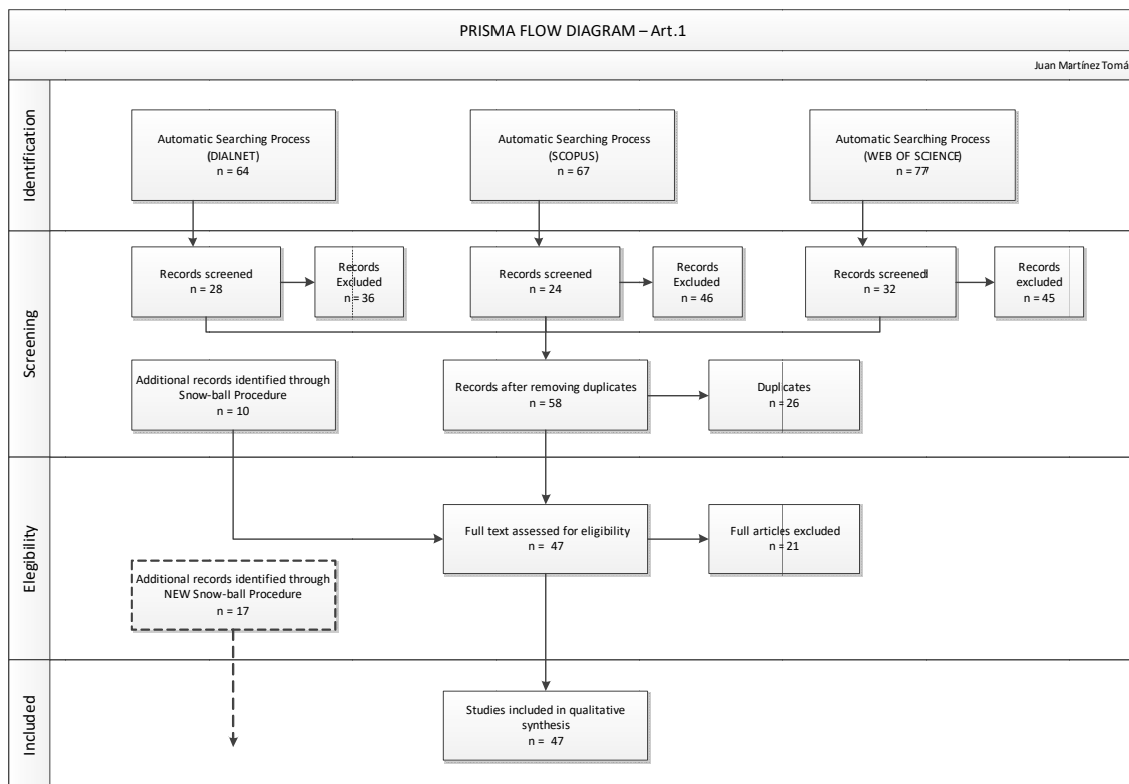 PRISMA FLOW DIAGRAM – Art.1
Juan Martínez Tomá
Identification
Automatic Searching Process
(DIALNET)
n = 64
Automatic Searching Process
(SCOPUS)
n = 67
Automatic Searching Process
(WEB OF SCIENCE)
n = 77
Screening
Records screened
n = 28
Records
Excluded
n = 36
Records screened
n = 24
Records
Excluded
n = 46
Records screened
n = 32
Records
excluded
n = 45
Additional records identified through
Snow-ball Procedure
n = 10
Records after removing duplicates
n = 58
Duplicates
n = 26
Elegibility
Full text assessed for eligibility
n = 47
Full articles excluded
n = 21
Additional records identified through
NEW Snow-ball Procedure
n = 17
Included
Studies included in qualitative
synthesis
n = 47